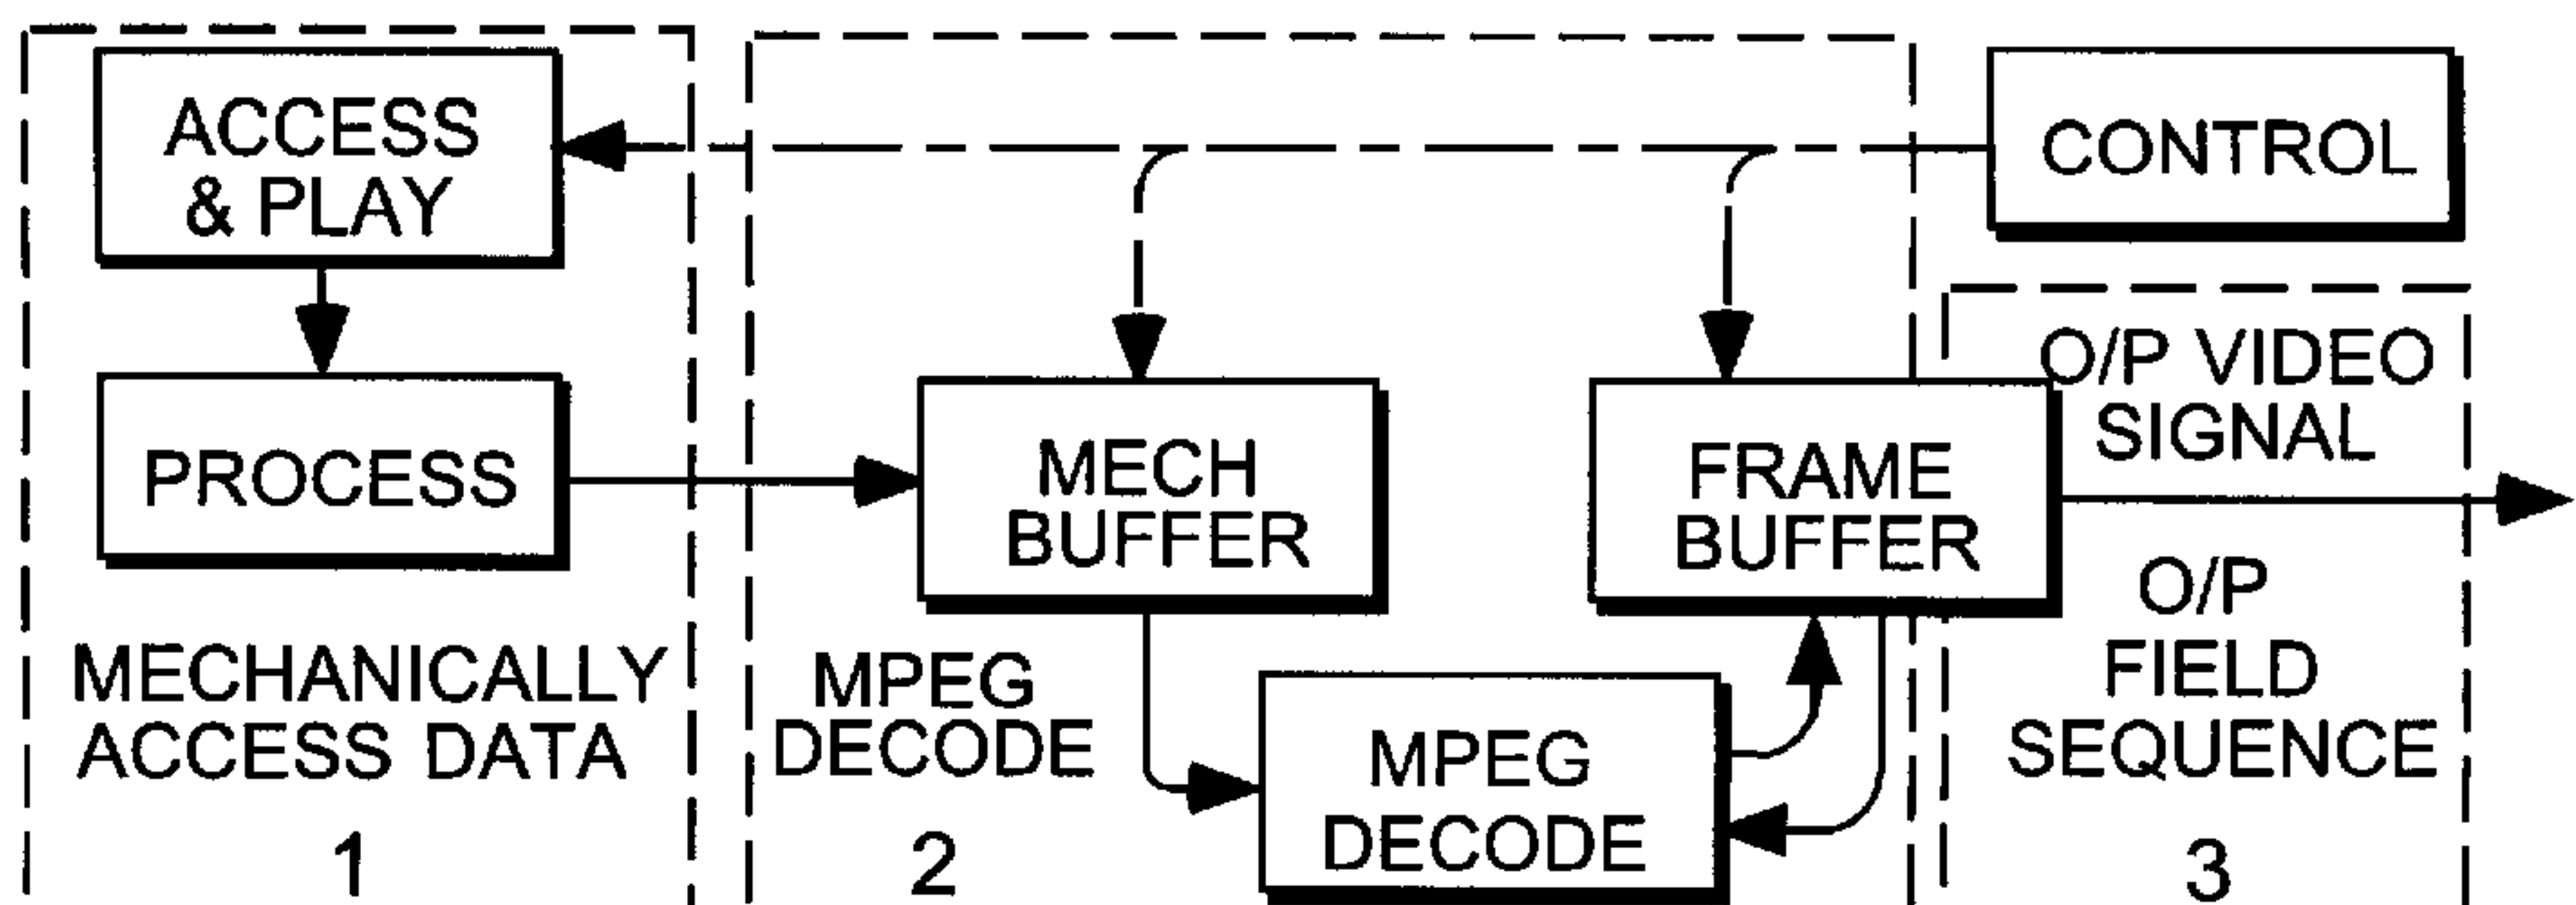 ACCESS
& PLAY
CONTROL
PROCESS
MECH
BUFFER
FRAME
BUFFER
O/P VIDEO
SIGNAL
O/P
FIELD
SEQUENCE
MECHANICALLY
ACCESS DATA
MPEG
DECODE
MPEG
DECODE
1
2
3